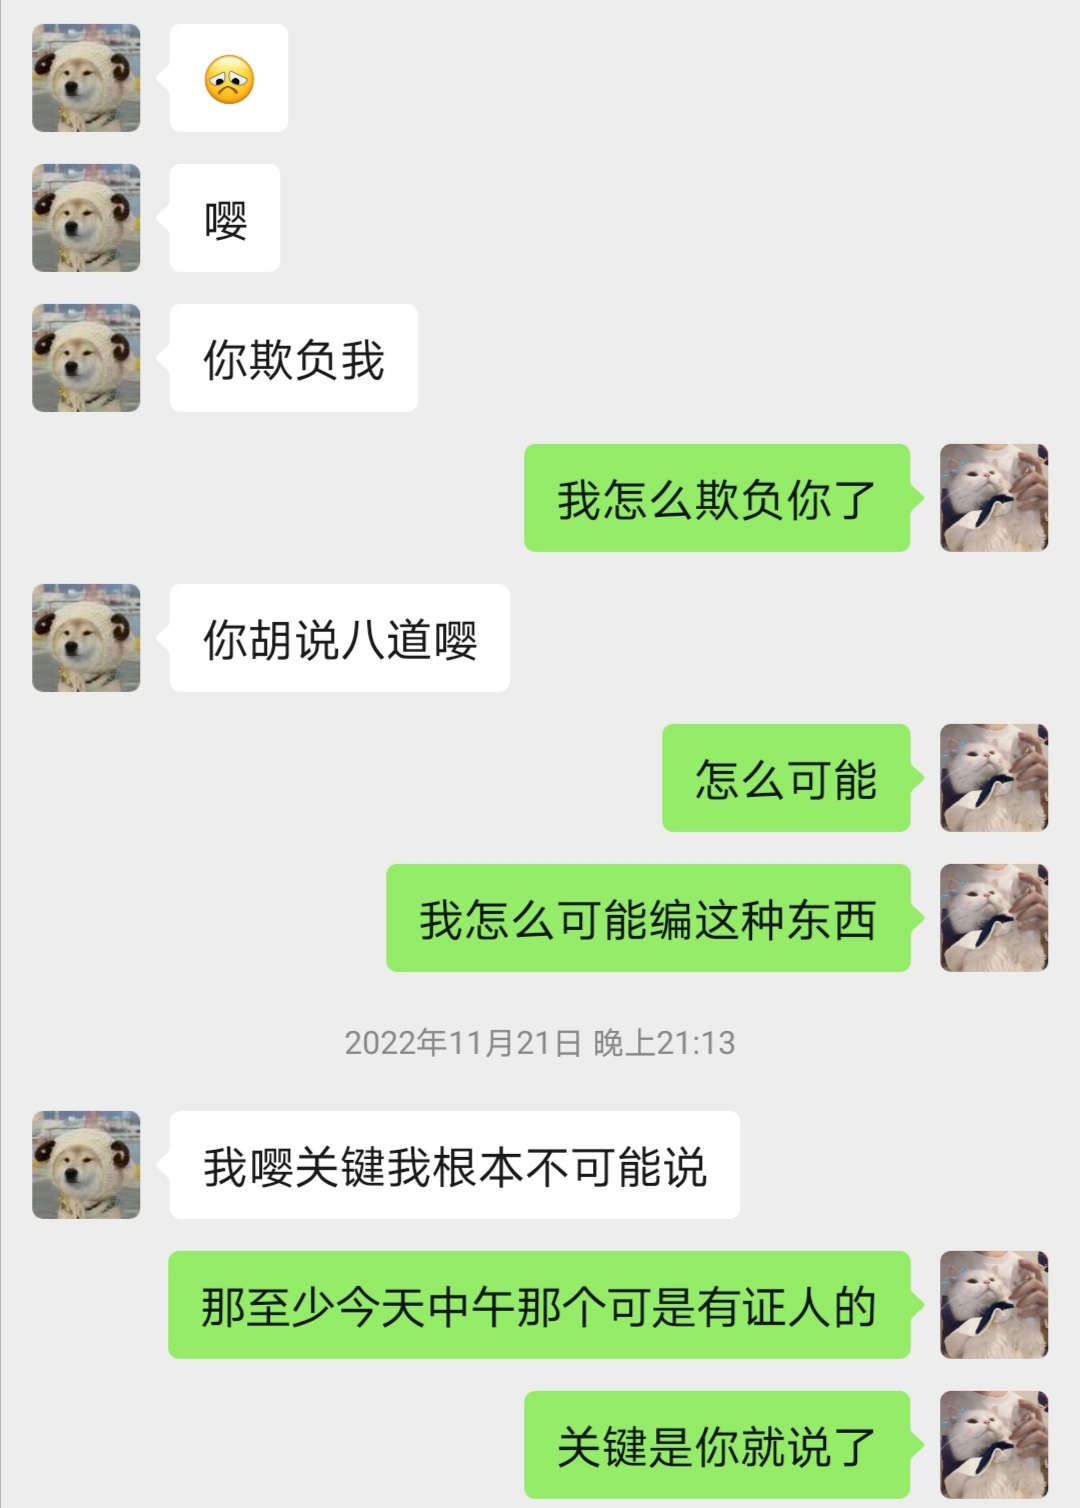 😞
嘤
你欺负我
我怎么欺负你了
你胡说八道嘤
怎么可能
我怎么可能编这种东西
2022年11月21日 晚上21:13
我嘤关键我根本不可能说
那至少今天中午那个可是有证人的
关键是你就说了